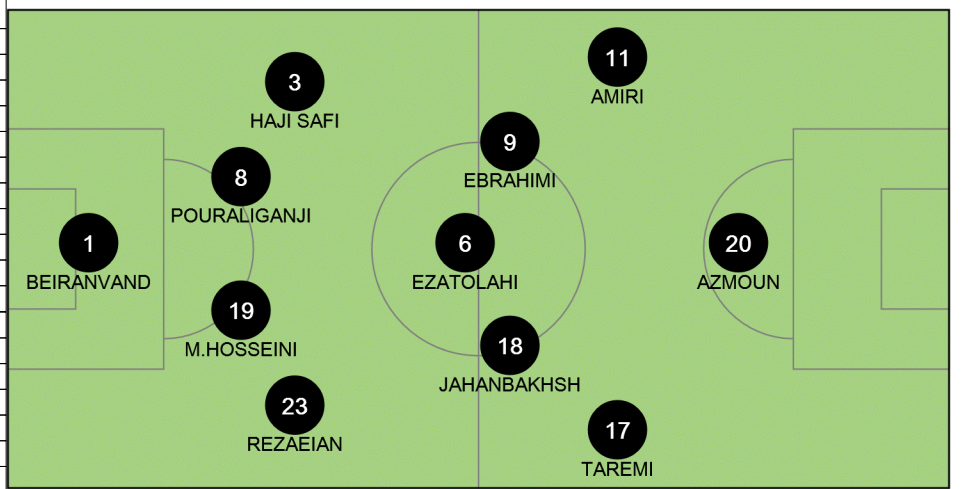 11
AMIRI
3
HAJI SAFI
9
EBRAHIMI
8
POURALIGANJI
1
BEIRANVAND
6
EZATOLAHI
20
AZMOUN
19
M.HOSSEINI
18
JAHANBAKHSH
23
REZAEIAN
17
TAREMI